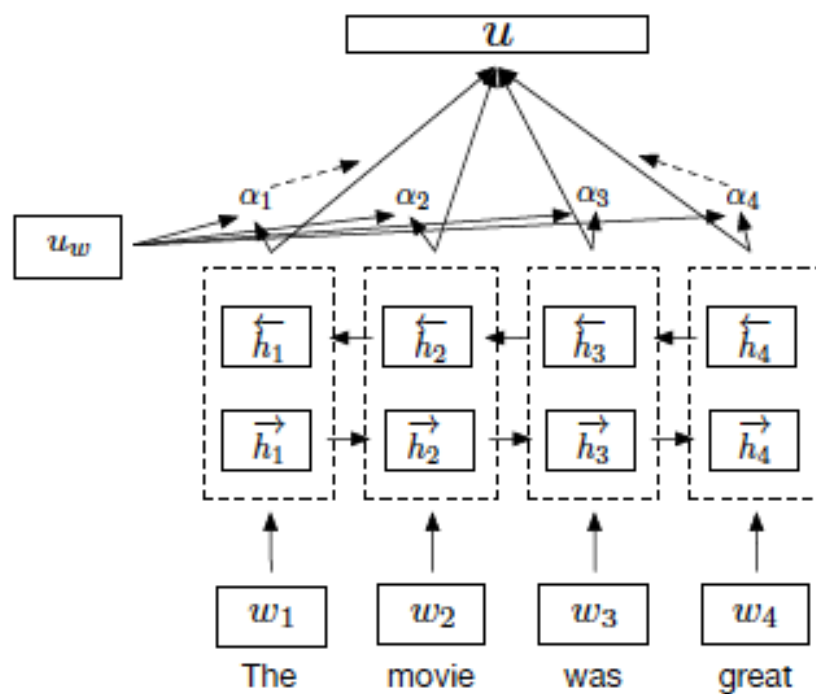 u
α₁ α₂ α₃ α₄
u_w
←h₁ ←h₂ ←h₃ ←h₄
→h₁ →h₂ →h₃ →h₄
w₁ w₂ w₃ w₄
The movie was great